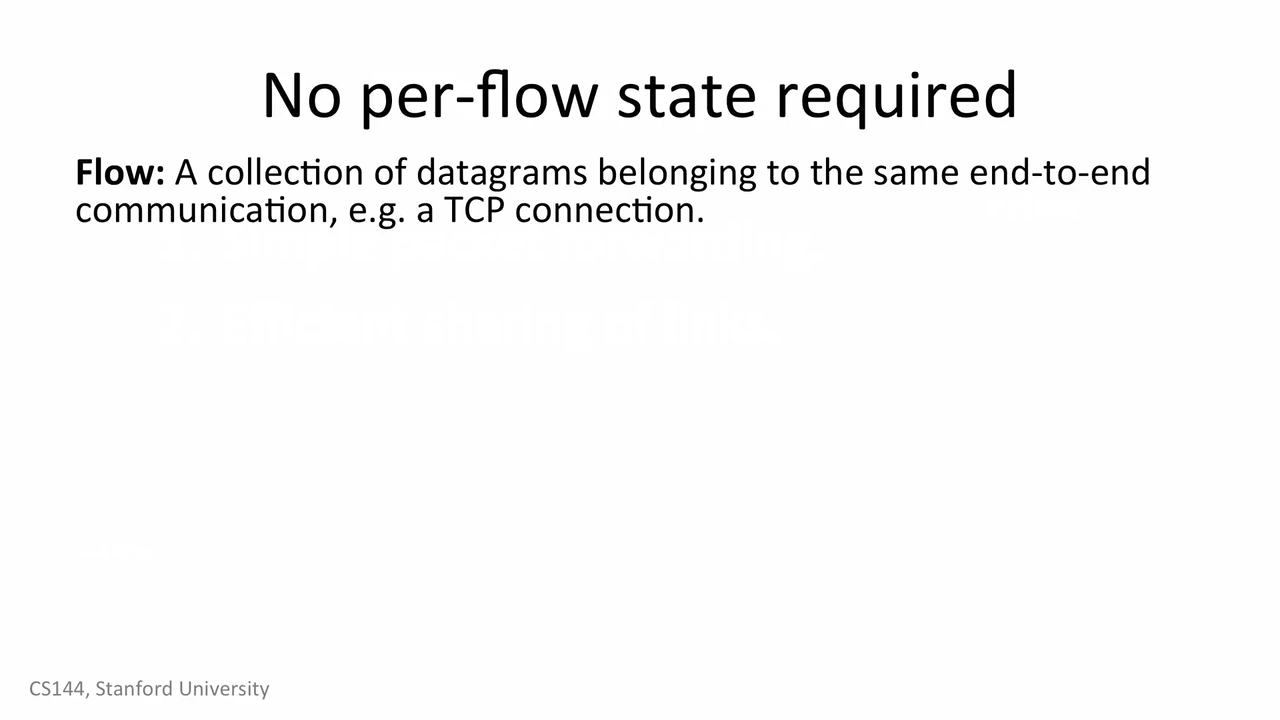 No per-flow state required
Flow: A collection of datagrams belonging to the same end-to-end
communication, e.g. a TCP connection.
CS144, Stanford University